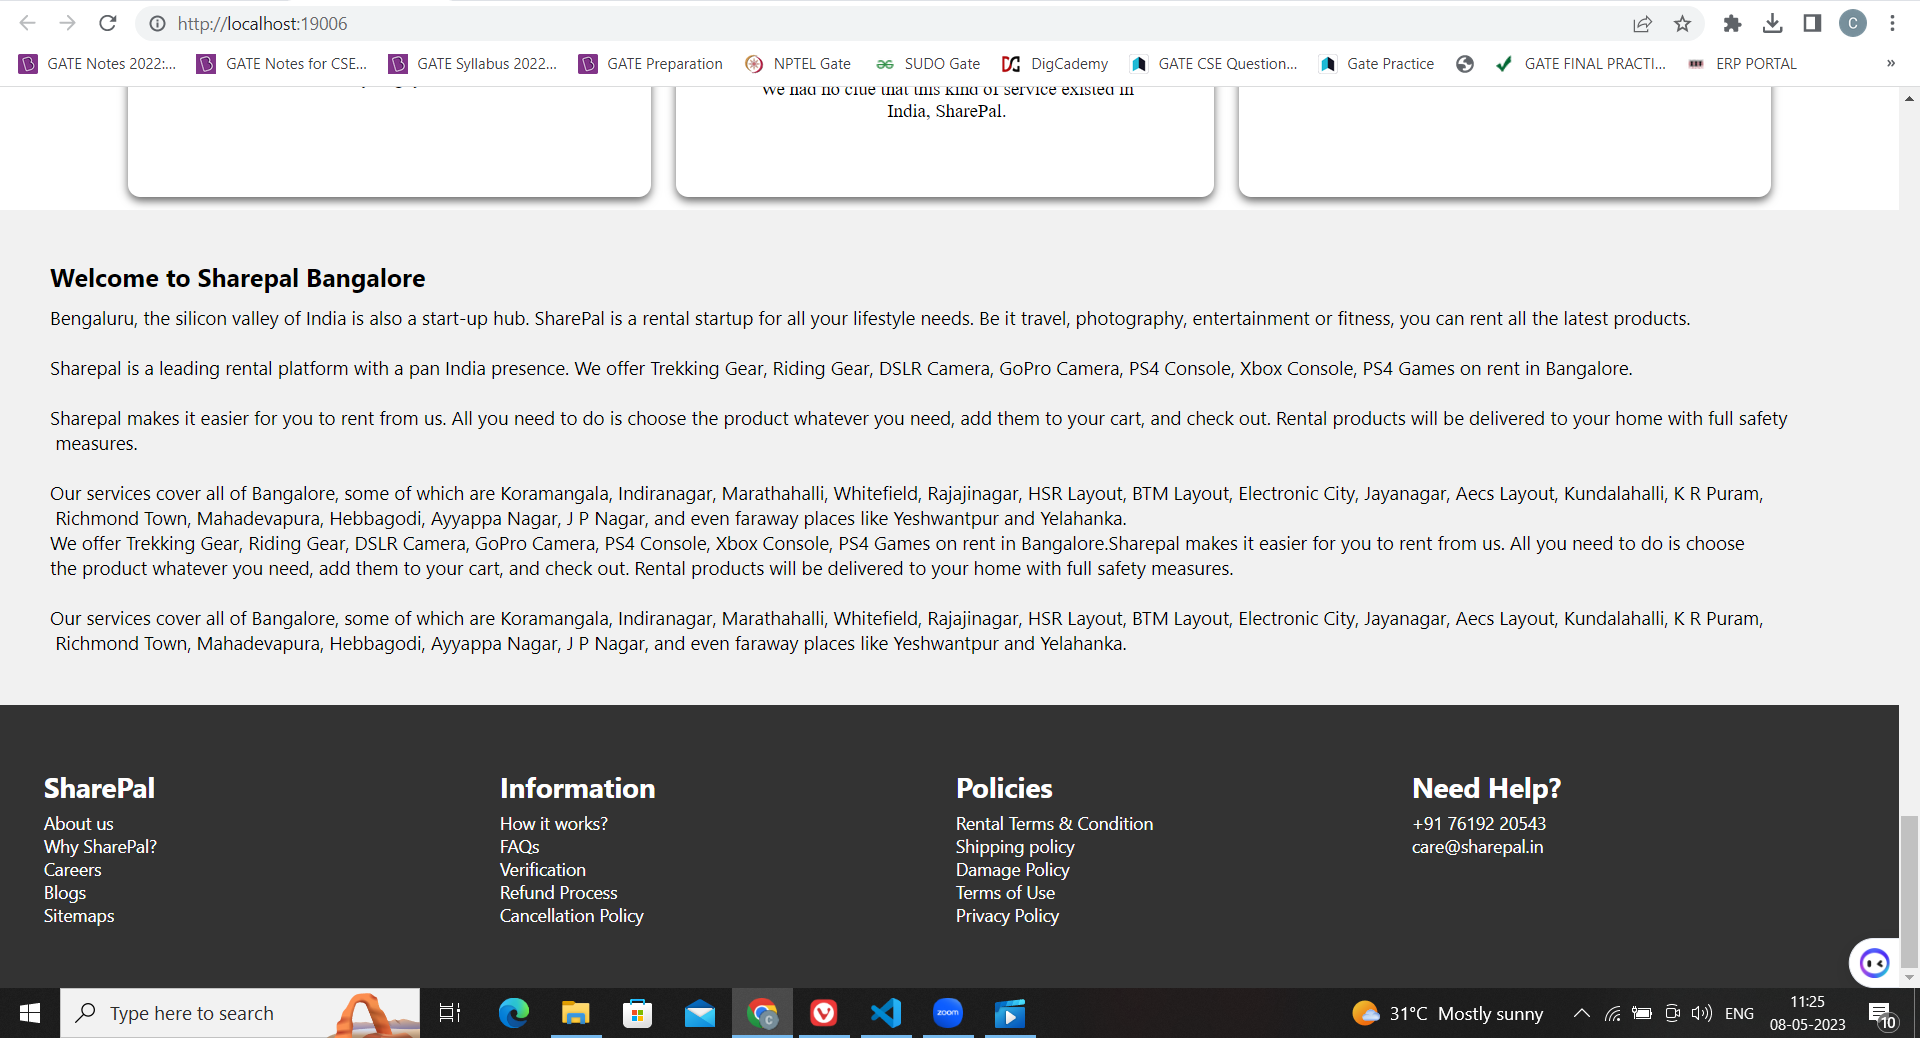 http://localhost:19006
C
GATE Notes 2022:...
GATE Notes for CSE...
GATE Syllabus 2022...
GATE Preparation
NPTEL Gate
SUDO Gate
DigCademy
GATE CSE Question...
Gate Practice
GATE FINAL PRACTI...
ERP PORTAL
»
We had no clue that this kind of service existed in
India, SharePal.
Welcome to Sharepal Bangalore
Bengaluru, the silicon valley of India is also a start-up hub. SharePal is a rental startup for all your lifestyle needs. Be it travel, photography, entertainment or fitness, you can rent all the latest products.
Sharepal is a leading rental platform with a pan India presence. We offer Trekking Gear, Riding Gear, DSLR Camera, GoPro Camera, PS4 Console, Xbox Console, PS4 Games on rent in Bangalore.
Sharepal makes it easier for you to rent from us. All you need to do is choose the product whatever you need, add them to your cart, and check out. Rental products will be delivered to your home with full safety
measures.
Our services cover all of Bangalore, some of which are Koramangala, Indiranagar, Marathahalli, Whitefield, Rajajinagar, HSR Layout, BTM Layout, Electronic City, Jayanagar, Aecs Layout, Kundalahalli, K R Puram,
Richmond Town, Mahadevapura, Hebbagodi, Ayyappa Nagar, J P Nagar, and even faraway places like Yeshwantpur and Yelahanka.
We offer Trekking Gear, Riding Gear, DSLR Camera, GoPro Camera, PS4 Console, Xbox Console, PS4 Games on rent in Bangalore.Sharepal makes it easier for you to rent from us. All you need to do is choose
the product whatever you need, add them to your cart, and check out. Rental products will be delivered to your home with full safety measures.
Our services cover all of Bangalore, some of which are Koramangala, Indiranagar, Marathahalli, Whitefield, Rajajinagar, HSR Layout, BTM Layout, Electronic City, Jayanagar, Aecs Layout, Kundalahalli, K R Puram,
Richmond Town, Mahadevapura, Hebbagodi, Ayyappa Nagar, J P Nagar, and even faraway places like Yeshwantpur and Yelahanka.
SharePal
About us
Why SharePal?
Careers
Blogs
Sitemaps
Information
How it works?
FAQs
Verification
Refund Process
Cancellation Policy
Policies
Rental Terms & Condition
Shipping policy
Damage Policy
Terms of Use
Privacy Policy
Need Help?
+91 76192 20543
care@sharepal.in
Type here to search
C
zoom
31°C Mostly sunny
ENG
11:25
08-05-2023
10